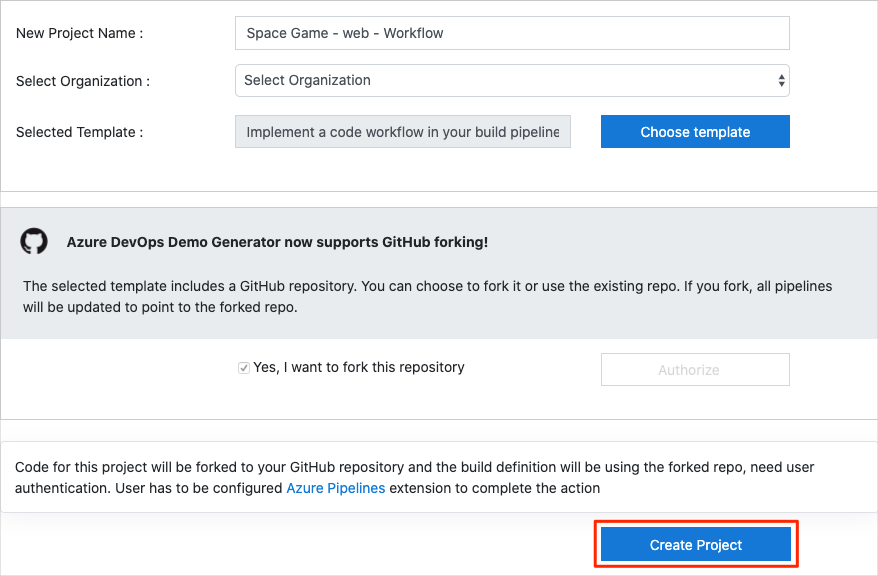 New Project Name :
Space Game - web - Workflow
Select Organization :
Select Organization
Selected Template :
Implement a code workflow in your build pipeline
Choose template
Azure DevOps Demo Generator now supports GitHub forking!
The selected template includes a GitHub repository. You can choose to fork it or use the existing repo. If you fork, all pipelines
will be updated to point to the forked repo.
Yes, I want to fork this repository
Authorize
Code for this project will be forked to your GitHub repository and the build definition will be using the forked repo, need user
authentication. User has to be configured Azure Pipelines extension to complete the action
Create Project